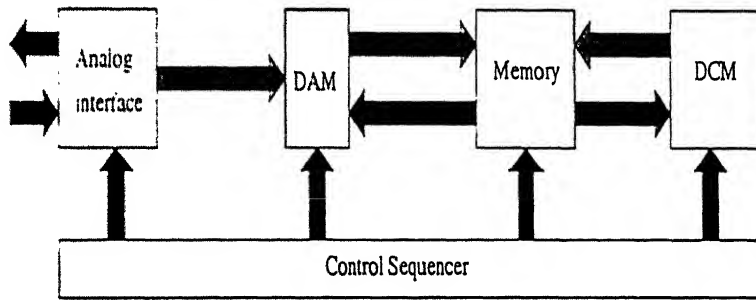 Analog
interface
DAM
Memory
DCM
Control Sequencer